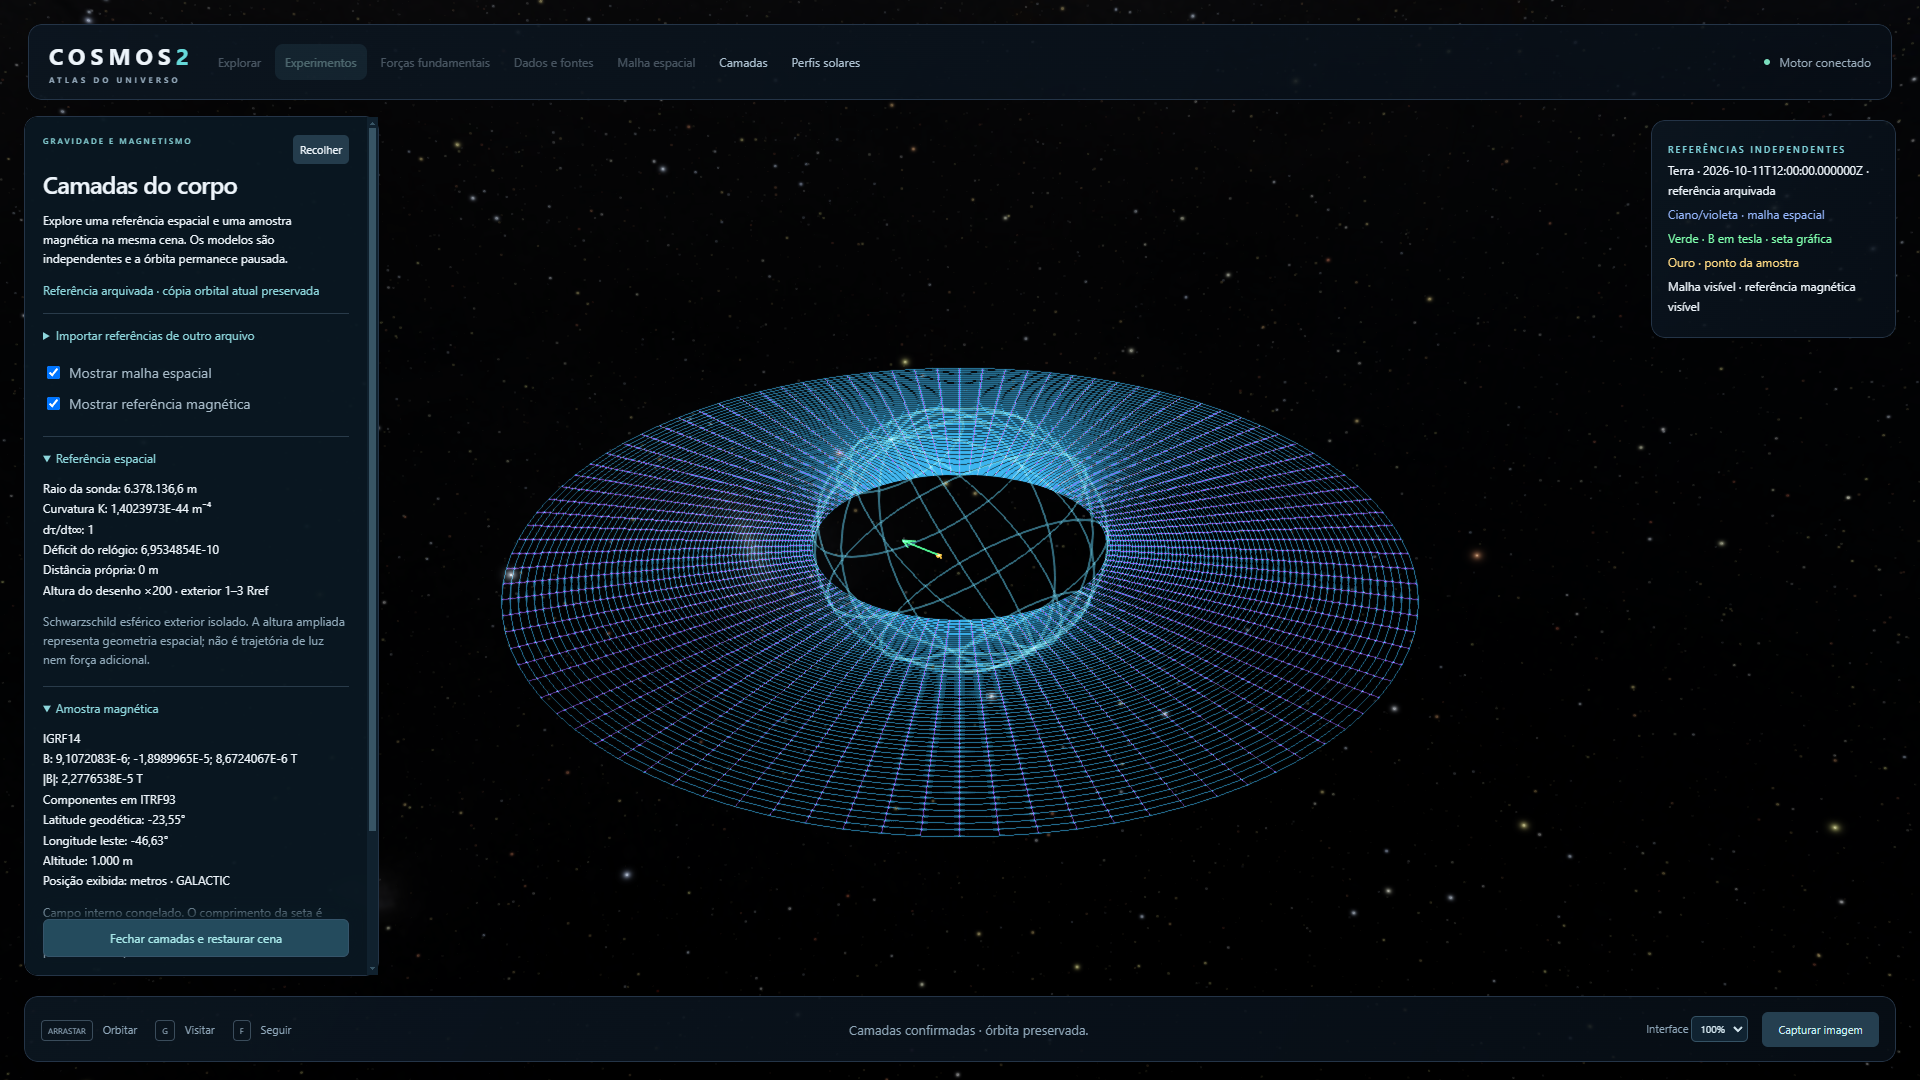 COSMOS2
ATLAS DO UNIVERSO
Explorar
Experimentos
Forças fundamentais
Dados e fontes
Malha espacial
Camadas
Perfis solares
Motor conectado
GRAVIDADE E MAGNETISMO
Recolher
Camadas do corpo
Explore uma referência espacial e uma amostra
magnética na mesma cena. Os modelos são
independentes e a órbita permanece pausada.
Referência arquivada · cópia orbital atual preservada
Importar referências de outro arquivo
Mostrar malha espacial
Mostrar referência magnética
Referência espacial
Raio da sonda: 6.378.136,6 m
Curvatura K: 1,4023973E-44 m⁻⁴
dτ/dt∞: 1
Déficit do relógio: 6,9534854E-10
Distância própria: 0 m
Altura do desenho ×200 · exterior 1–3 Rref
Schwarzschild esférico exterior isolado. A altura ampliada
representa geometria espacial; não é trajetória de luz
nem força adicional.
Amostra magnética
IGRF14
B: 9,1072083E-6; -1,8989965E-5; 8,6724067E-6 T
|B|: 2,2776538E-5 T
Componentes em ITRF93
Latitude geodética: -23,55°
Longitude leste: -46,63°
Altitude: 1.000 m
Posição exibida: metros · GALACTIC
Campo interno congelado. O comprimento da seta é
Fechar camadas e restaurar cena
REFERÊNCIAS INDEPENDENTES
Terra · 2026-10-11T12:00:00.000000Z ·
referência arquivada
Ciano/violeta · malha espacial
Verde · B em tesla · seta gráfica
Ouro · ponto da amostra
Malha visível · referência magnética
visível
ARRASTAR
Orbitar
G
Visitar
F
Seguir
Camadas confirmadas · órbita preservada.
Interface
100%
Capturar imagem